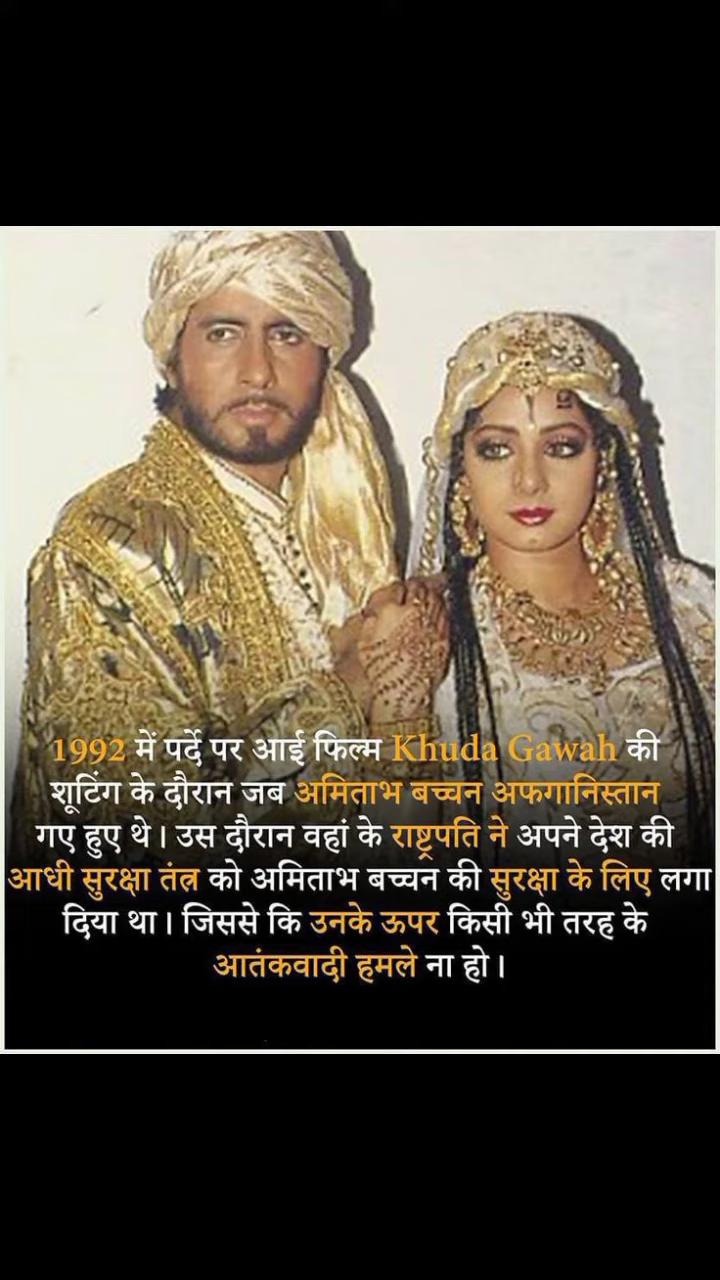 1992 में पर्दे पर आई फिल्म Khuda Gawah की
शूटिंग के दौरान जब अमिताभ बच्चन अफगानिस्तान
गए हुए थे। उस दौरान वहां के राष्ट्रपति ने अपने देश की
आधी सुरक्षा तंत्र को अमिताभ बच्चन की सुरक्षा के लिए लगा
दिया था। जिससे कि उनके ऊपर किसी भी तरह के
आतंकवादी हमले ना हो।